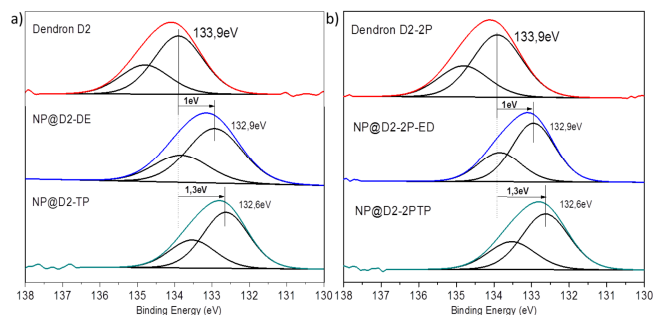 a)
Dendron D2
133,9eV
1eV
NP@D2-DE
132,9eV
1,3eV
NP@D2-TP
132,6eV
138 137 136 135 134 133 132 131 130
Binding Energy (eV)
b)
Dendron D2-2P
133,9eV
1eV
NP@D2-2P-ED
132,9eV
1,3eV
NP@D2-2PTP
132,6eV
138 137 136 135 134 133 132 131 130
Binding Energy (eV)